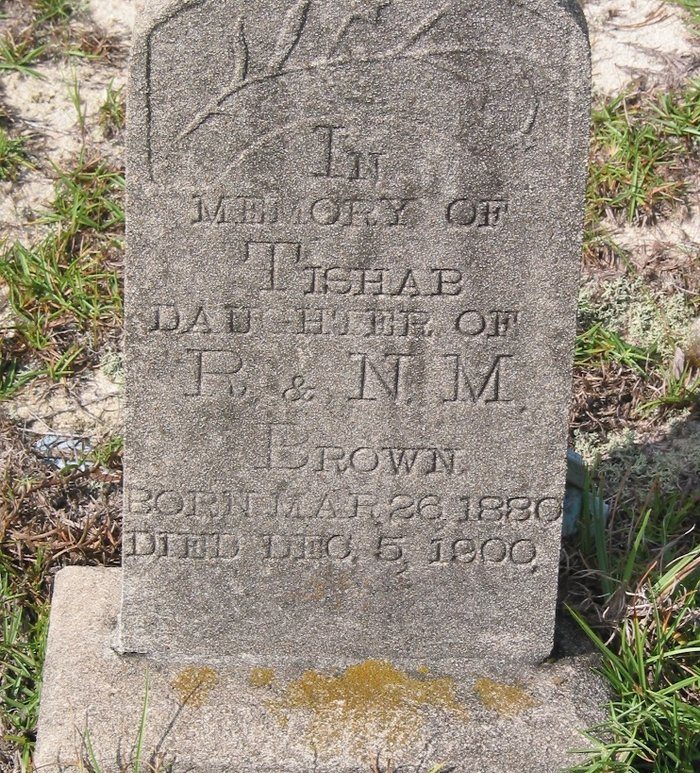 IN
MEMORY OF
TISHAB
DAUGHTER OF
R. & N. M.
BROWN.
BORN MAR. 26, 1880
DIED DEC. 5, 1900.